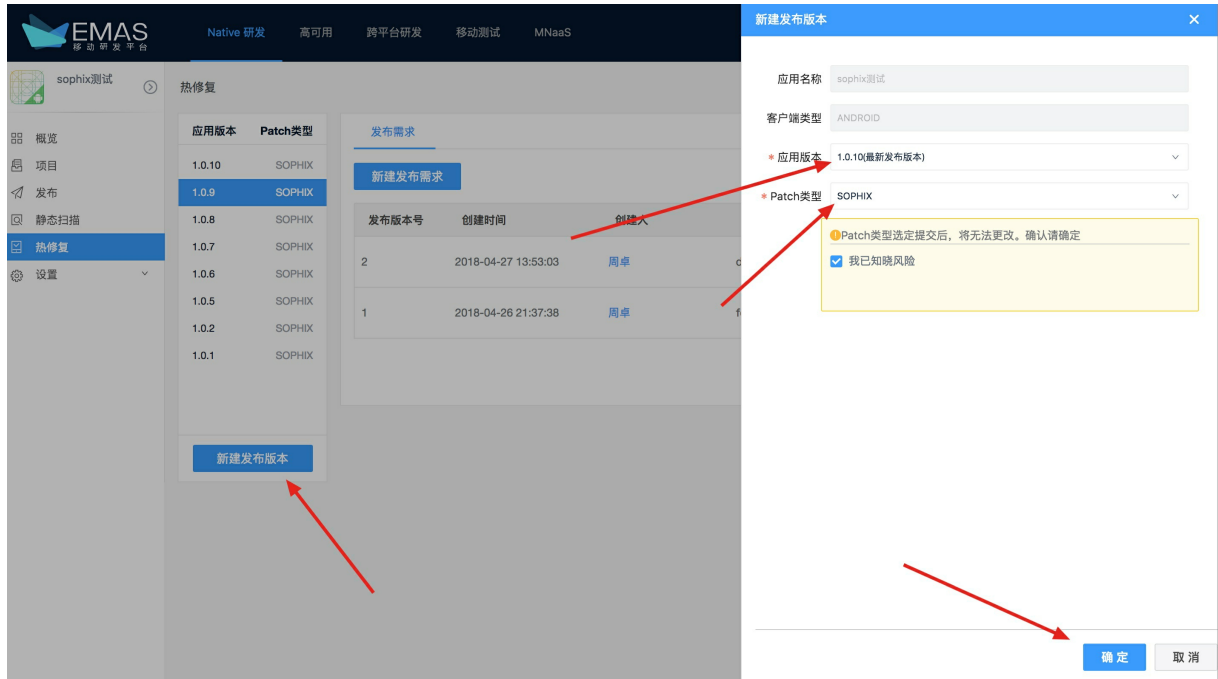 EMAS
移动研发平台
Native 研发 高可用 跨平台研发 移动测试 MNaaS
sophix测试
概览
项目
发布
静态扫描
热修复
设置
热修复
应用版本 Patch类型
1.0.10 SOPHIX
1.0.9 SOPHIX
1.0.8 SOPHIX
1.0.7 SOPHIX
1.0.6 SOPHIX
1.0.5 SOPHIX
1.0.2 SOPHIX
1.0.1 SOPHIX
新建发布版本
发布需求
新建发布需求
发布版本号 创建时间 创建人
2 2018-04-27 13:53:03 周卓
1 2018-04-26 21:37:38 周卓
新建发布版本
应用名称 sophix测试
客户端类型 ANDROID
* 应用版本 1.0.10(最新发布版本)
* Patch类型 SOPHIX
Patch类型选定提交后，将无法更改。确认请确定
我已知晓风险
确定 取消